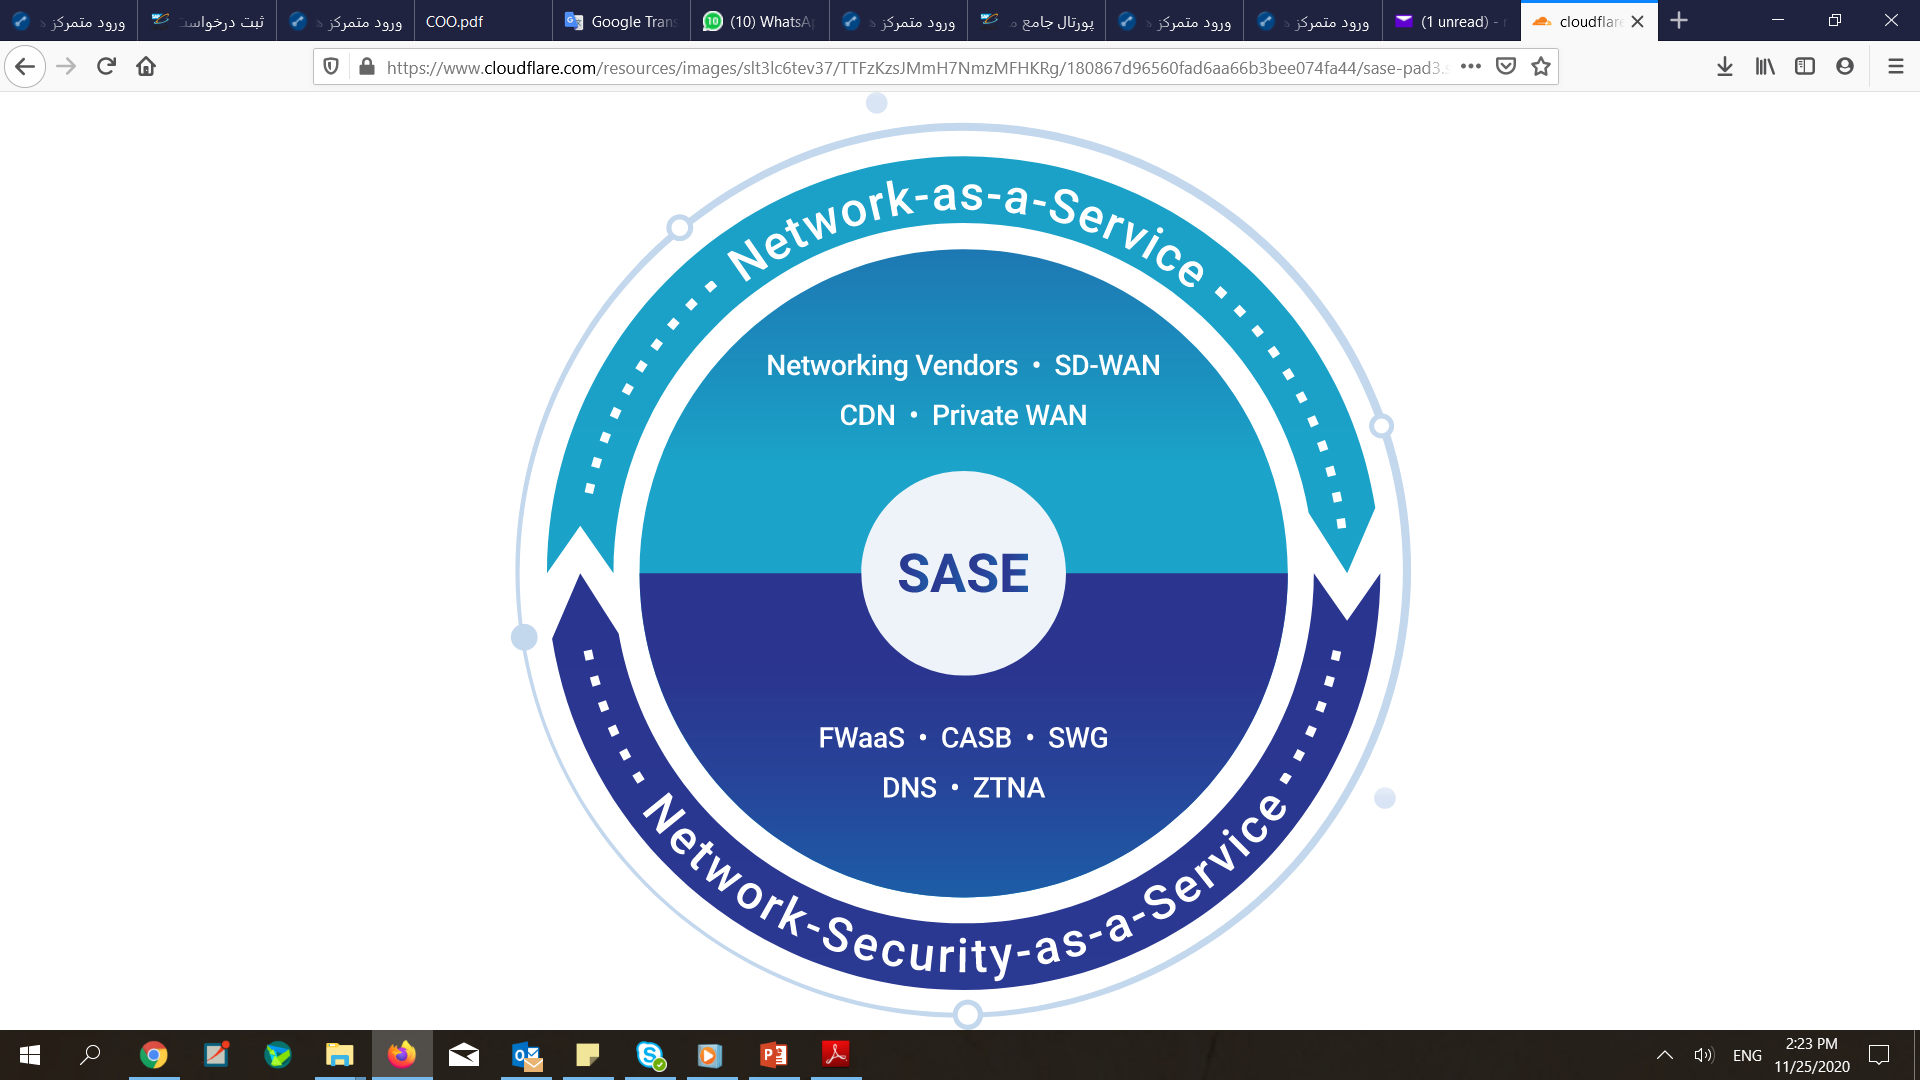 ورود متمرکز
ثبت درخواست
ورود متمرکز
COO.pdf
Google Trans
(10) WhatsAp
ورود متمرکز
پورتال جامع
ورود متمرکز
ورود متمرکز
(1 unread) -
cloudflare
https://www.cloudflare.com/resources/images/slt3lc6tev37/TTFzKzsJMmH7NmzMFHKRg/180867d96560fad6aa66b3bee074fa44/sase-pad3.s
Network-as-a-Service
Networking Vendors • SD-WAN
CDN • Private WAN
SASE
FWaaS • CASB • SWG
DNS • ZTNA
Network-Security-as-a-Service
ENG
2:23 PM
11/25/2020